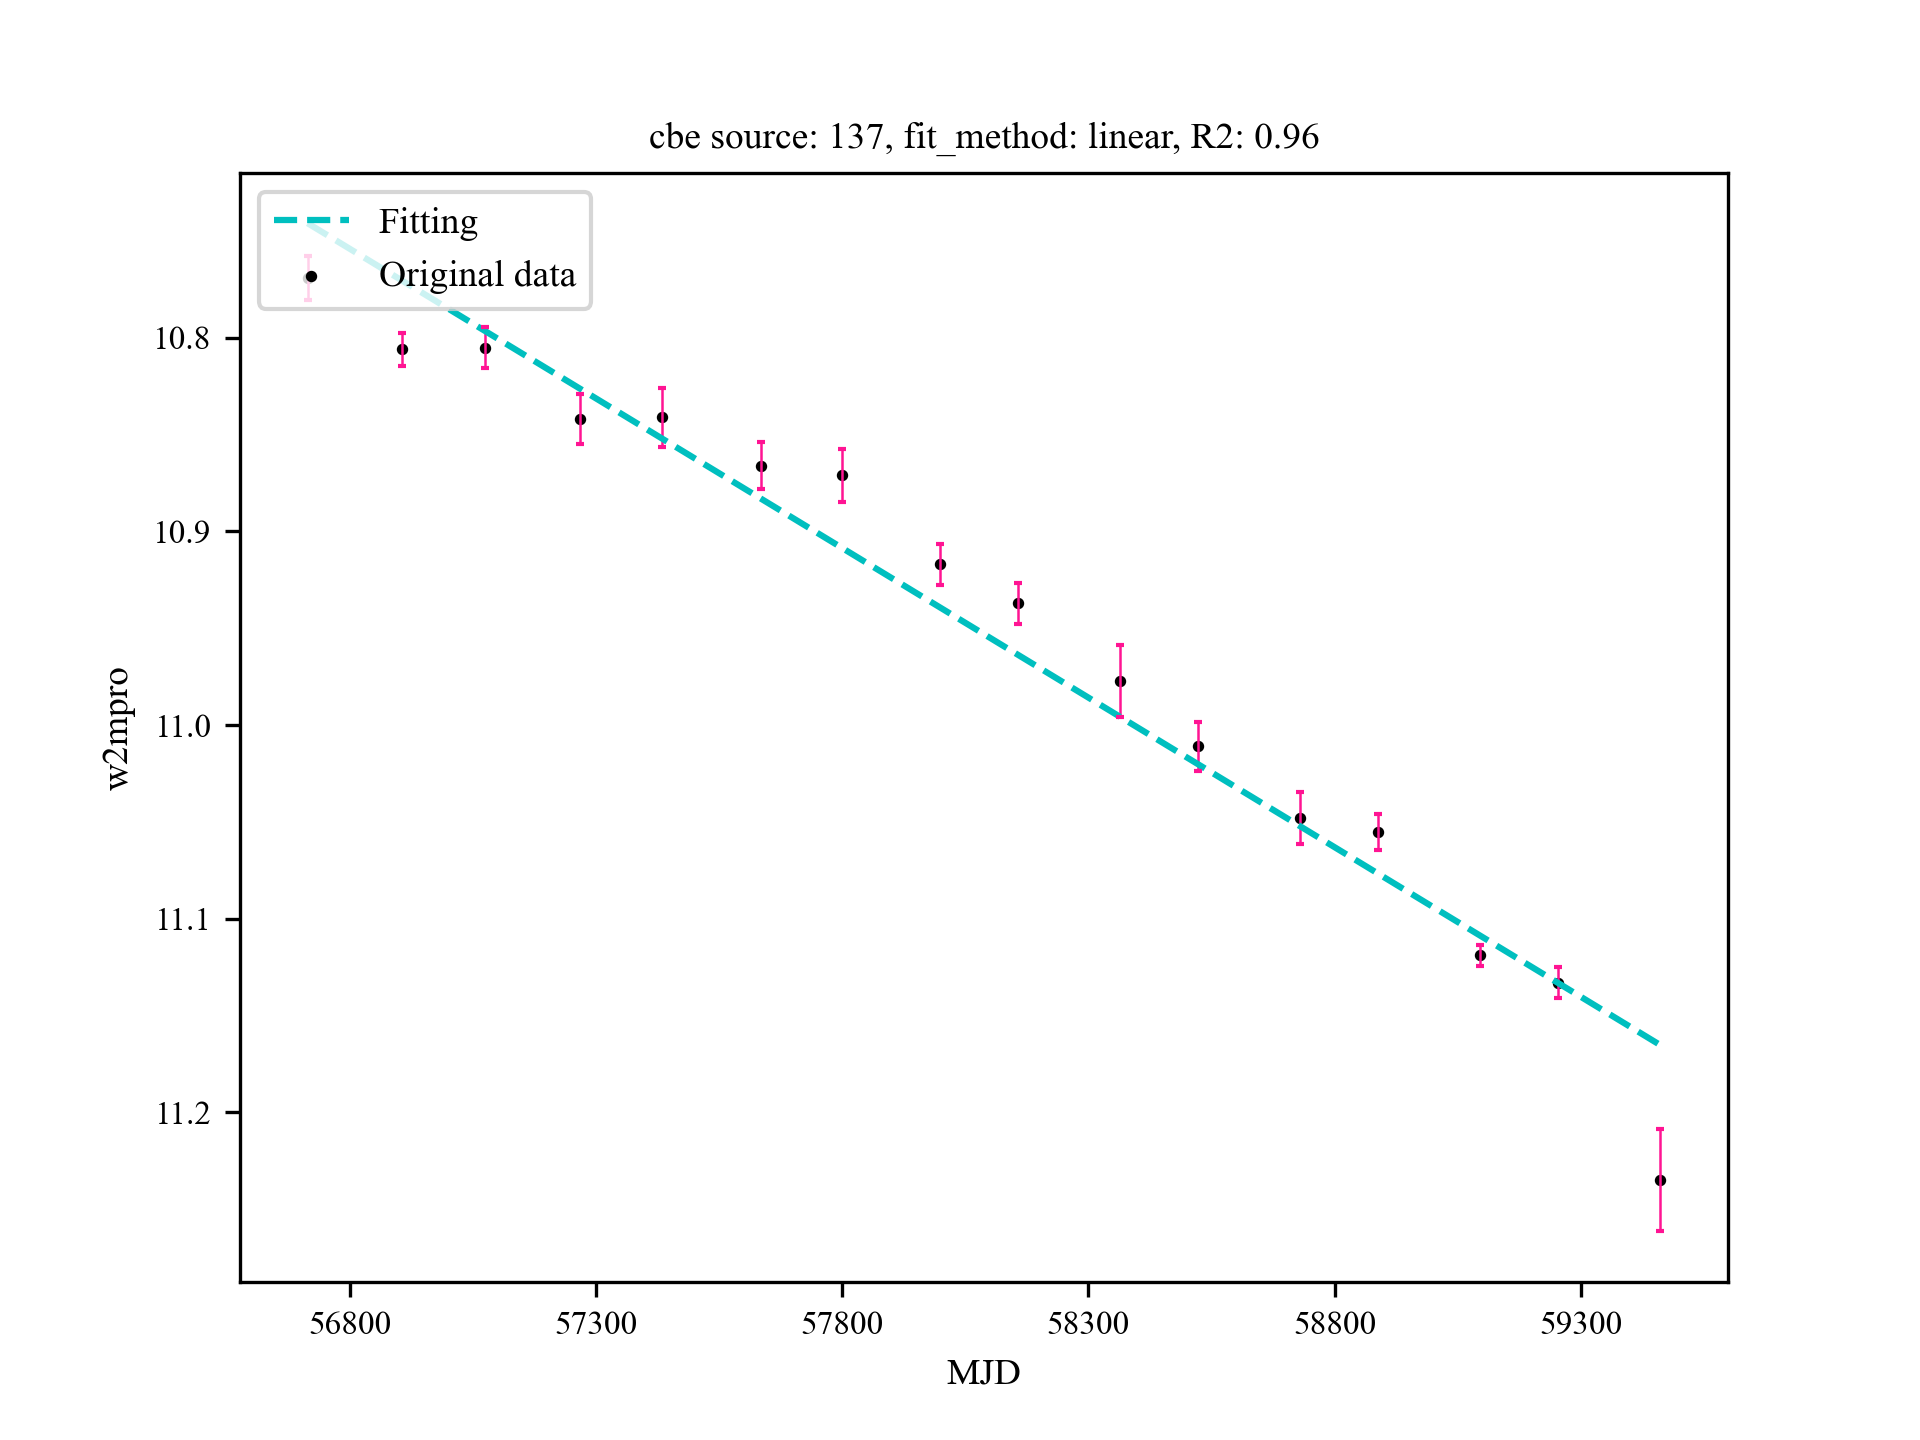 cbe source: 137, fit_method: linear, R2: 0.96
Fitting
Original data
10.8
10.9
11.0
11.1
11.2
w2mpro
56800 57300 57800 58300 58800 59300
MJD